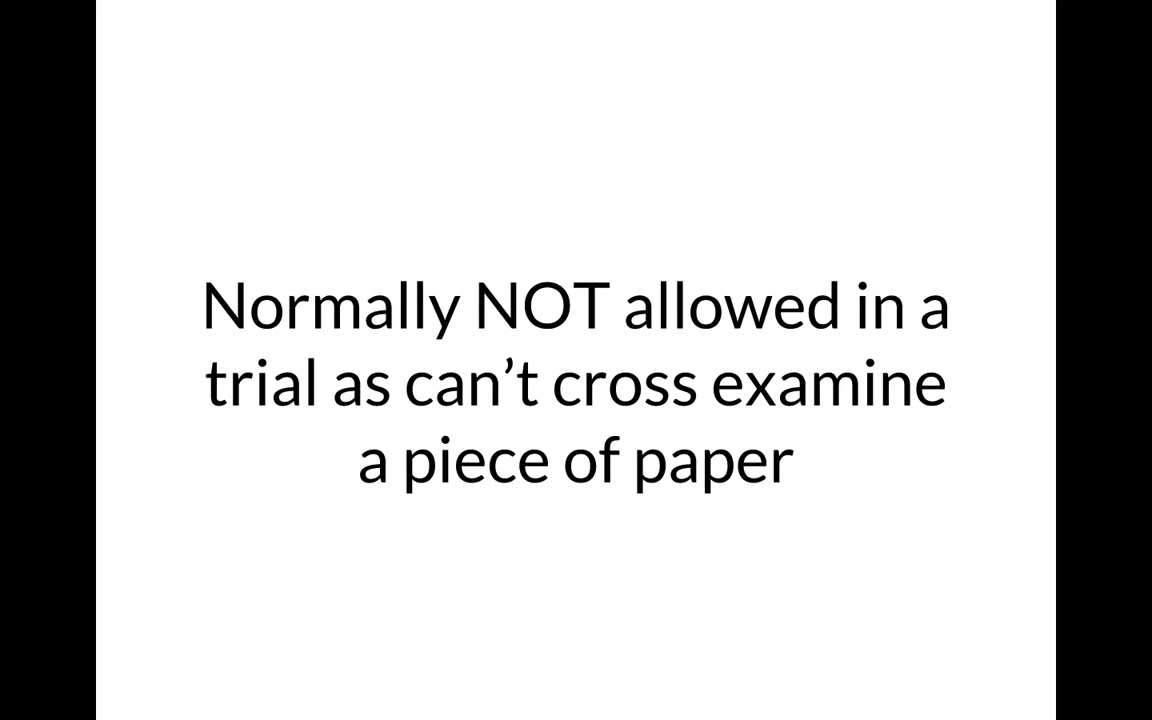 Normally NOT allowed in a
trial as can’t cross examine
a piece of paper